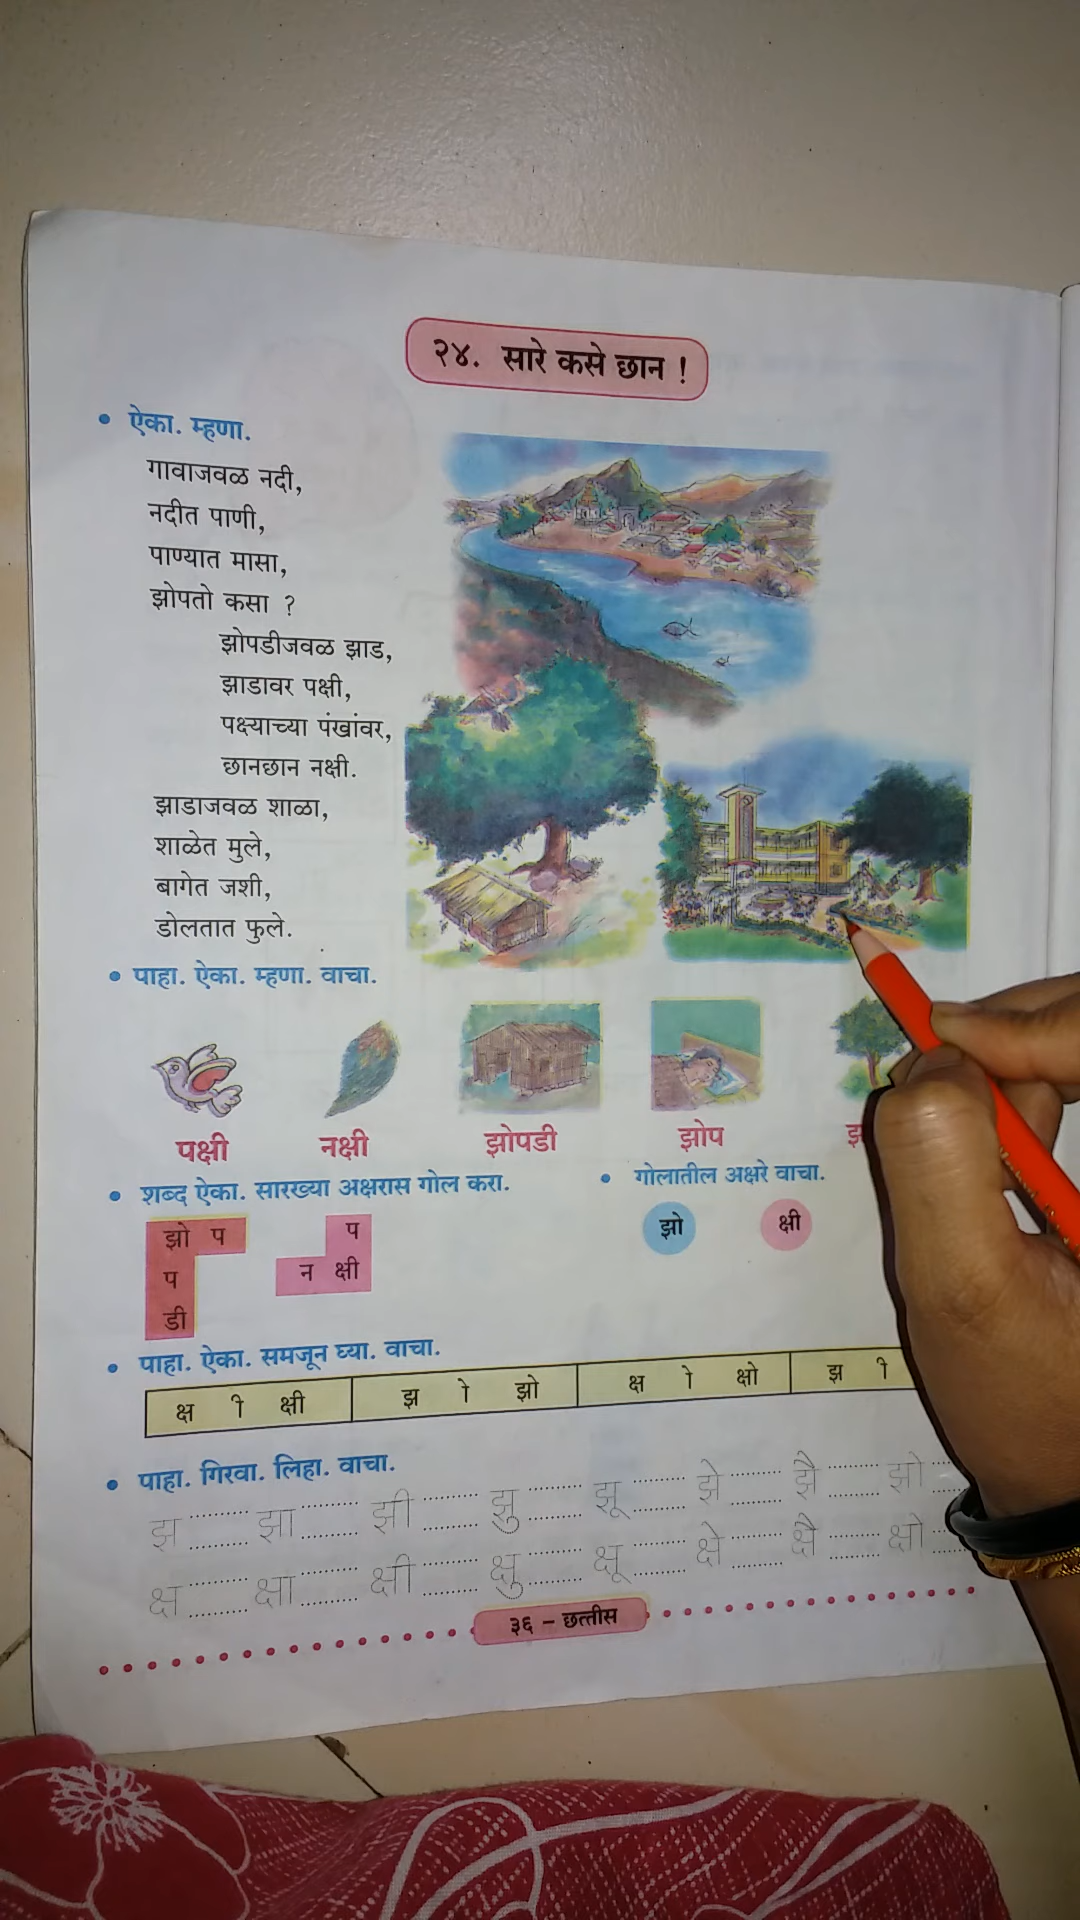 २४. सारे कसे छान !
• ऐका. म्हणा.
गावाजवळ नदी,
नदीत पाणी,
पाण्यात मासा,
झोपतो कसा ?
झोपडीजवळ झाड,
झाडावर पक्षी,
पक्ष्याच्या पंखांवर,
छानछान नक्षी.
झाडाजवळ शाळा,
शाळेत मुले,
बागेत जशी,
डोलतात फुले.
• पाहा. ऐका. म्हणा. वाचा.
पक्षी नक्षी झोपडी झोप
• शब्द ऐका. सारख्या अक्षरास गोल करा.
झो प
प
डी
प
न क्षी
• गोलातील अक्षरे वाचा.
झो क्षी
• पाहा. ऐका. समजून घ्या. वाचा.
क्ष ी क्षी झ ो झो क्ष ो क्षो झ ी
• पाहा. गिरवा. लिहा. वाचा.
झ झा झी झु झू झे झै झो
क्ष क्षा क्षी क्षु क्षू क्षे क्षै क्षो
३६ – छत्तीस